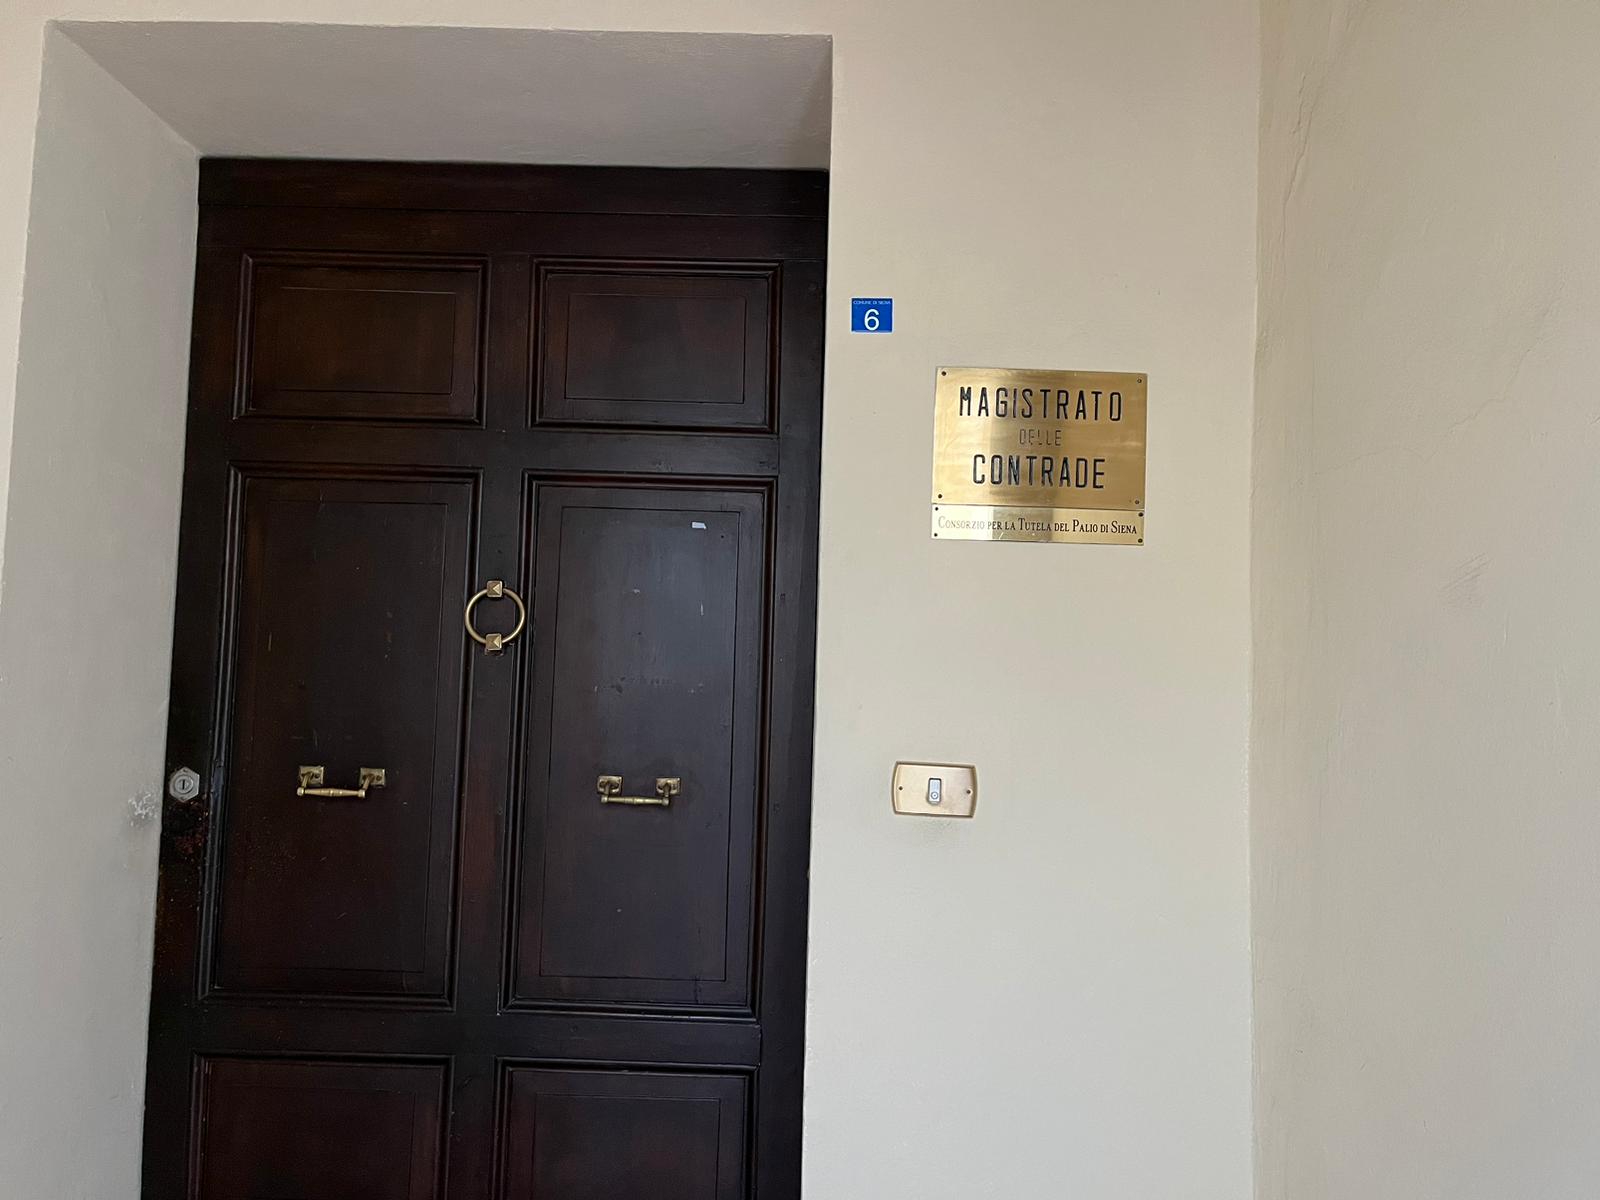 COMUNE DI SIENA
6
MAGISTRATO
DELLE
CONTRADE
CONSORZIO PER LA TUTELA DEL PALIO DI SIENA